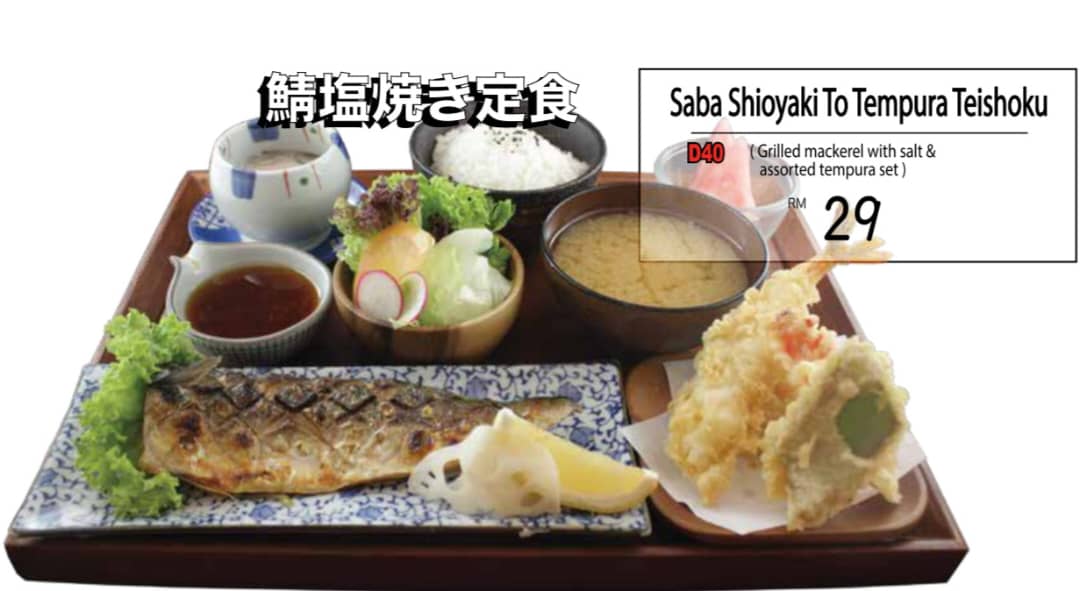 鯖塩焼き定食
Saba Shioyaki To Tempura Teishoku
D40 ( Grilled mackerel with salt &
assorted tempura set )
RM 29